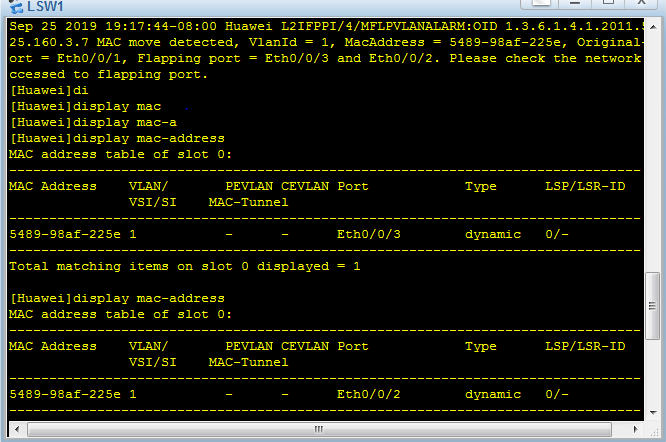 LSW1
Sep 25 2019 19:17:44-08:00 Huawei L2IFPPI/4/MFLPVLANALARM:OID 1.3.6.1.4.1.2011.
25.160.3.7 MAC move detected, VlanId = 1, MacAddress = 5489-98af-225e, Original-
ort = Eth0/0/1, Flapping port = Eth0/0/3 and Eth0/0/2. Please check the network
ccessed to flapping port.
[Huawei]di
[Huawei]display mac
[Huawei]display mac-a
[Huawei]display mac-address
MAC address table of slot 0:
-------------------------------------------------------------------------------
MAC Address VLAN/ PEVLAN CEVLAN Port Type LSP/LSR-ID
VSI/SI MAC-Tunnel
-------------------------------------------------------------------------------
5489-98af-225e 1 - - Eth0/0/3 dynamic 0/-
-------------------------------------------------------------------------------
Total matching items on slot 0 displayed = 1
[Huawei]display mac-address
MAC address table of slot 0:
-------------------------------------------------------------------------------
MAC Address VLAN/ PEVLAN CEVLAN Port Type LSP/LSR-ID
VSI/SI MAC-Tunnel
-------------------------------------------------------------------------------
5489-98af-225e 1 - - Eth0/0/2 dynamic 0/-
-------------------------------------------------------------------------------